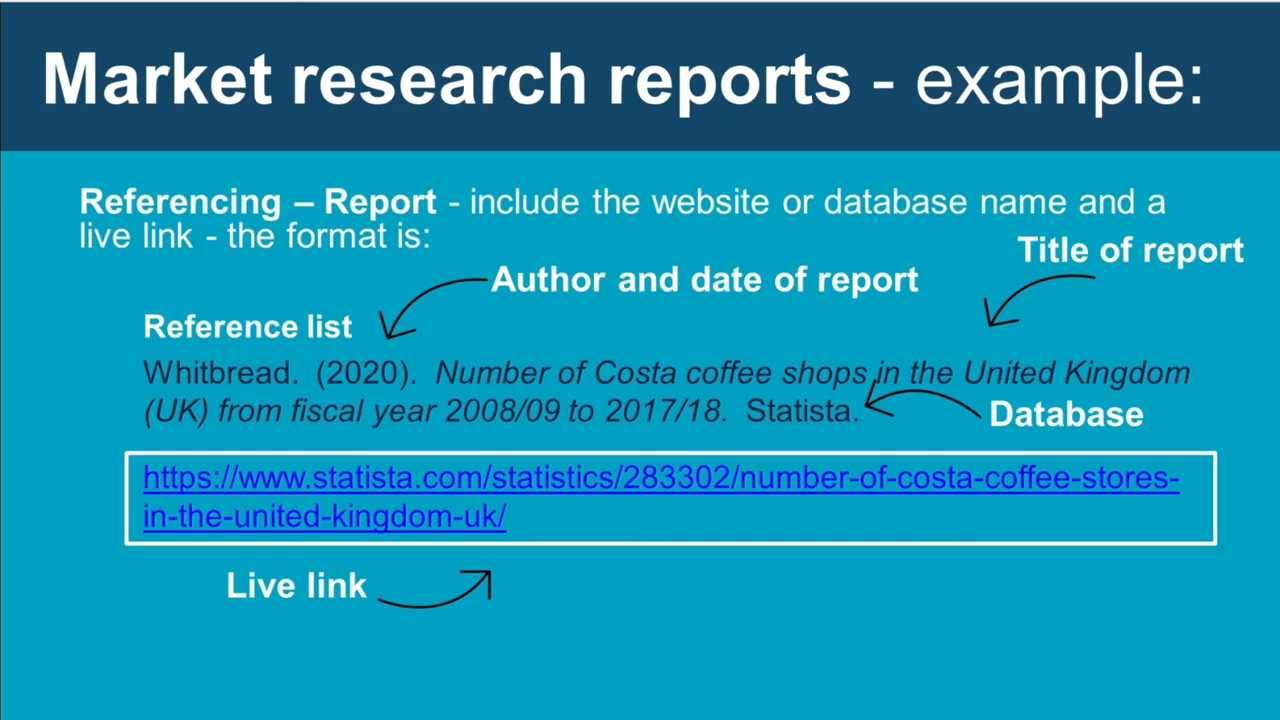 Market research reports - example:
Referencing – Report - include the website or database name and a
live link - the format is:
Title of report
Author and date of report
Reference list
Whitbread. (2020). Number of Costa coffee shops in the United Kingdom
(UK) from fiscal year 2008/09 to 2017/18. Statista.
Database
https://www.statista.com/statistics/283302/number-of-costa-coffee-stores-
in-the-united-kingdom-uk/
Live link